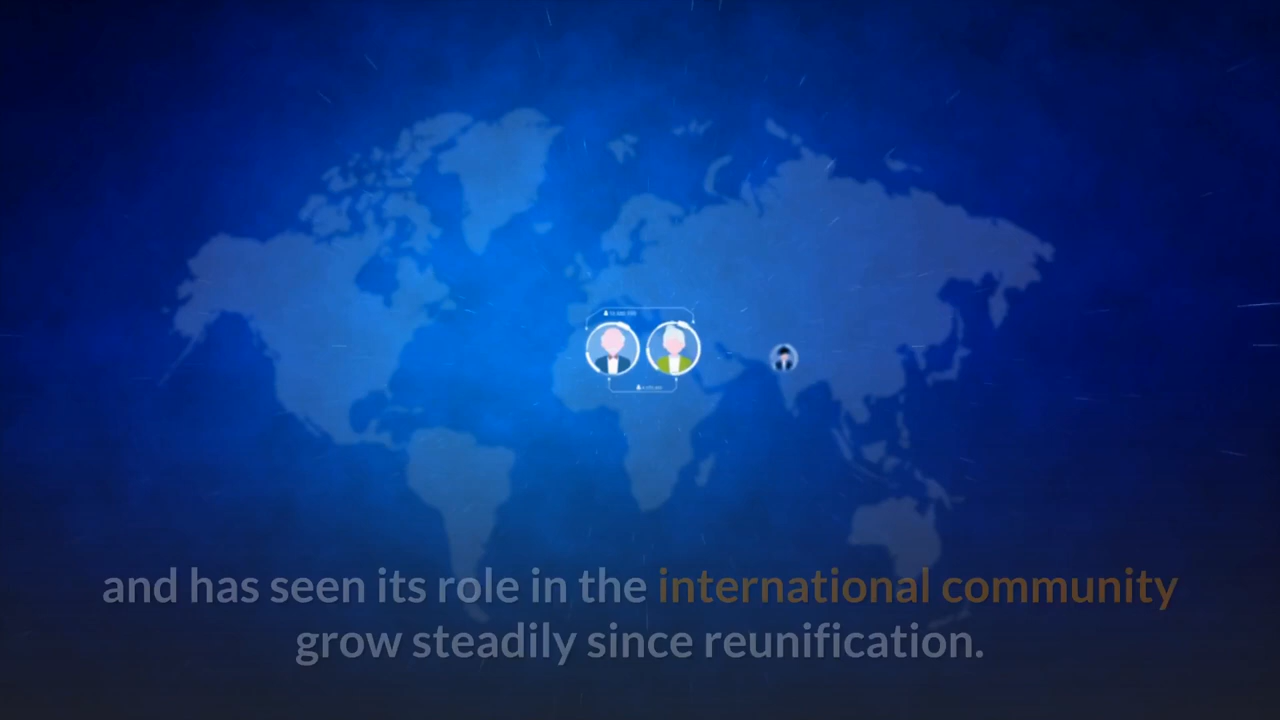 and has seen its role in the international community
grow steadily since reunification.